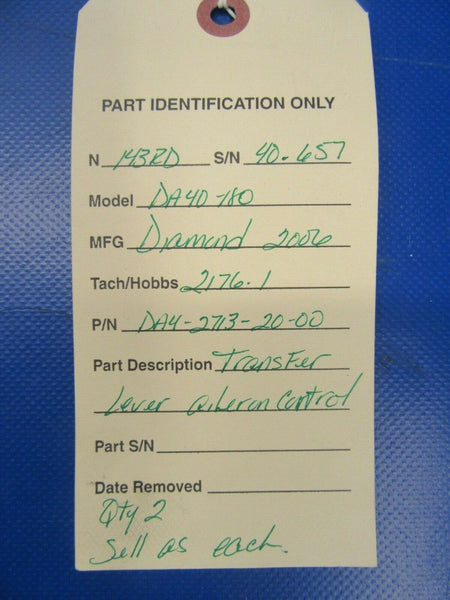 PART IDENTIFICATION ONLY
N 143RD S/N 40.657
Model DA40-180
MFG Diamond 2006
Tach/Hobbs 2176.1
P/N DA4-2713-20-00
Part Description Transfer
Lever aileron control
Part S/N
Date Removed
Qty 2
Sell as each.